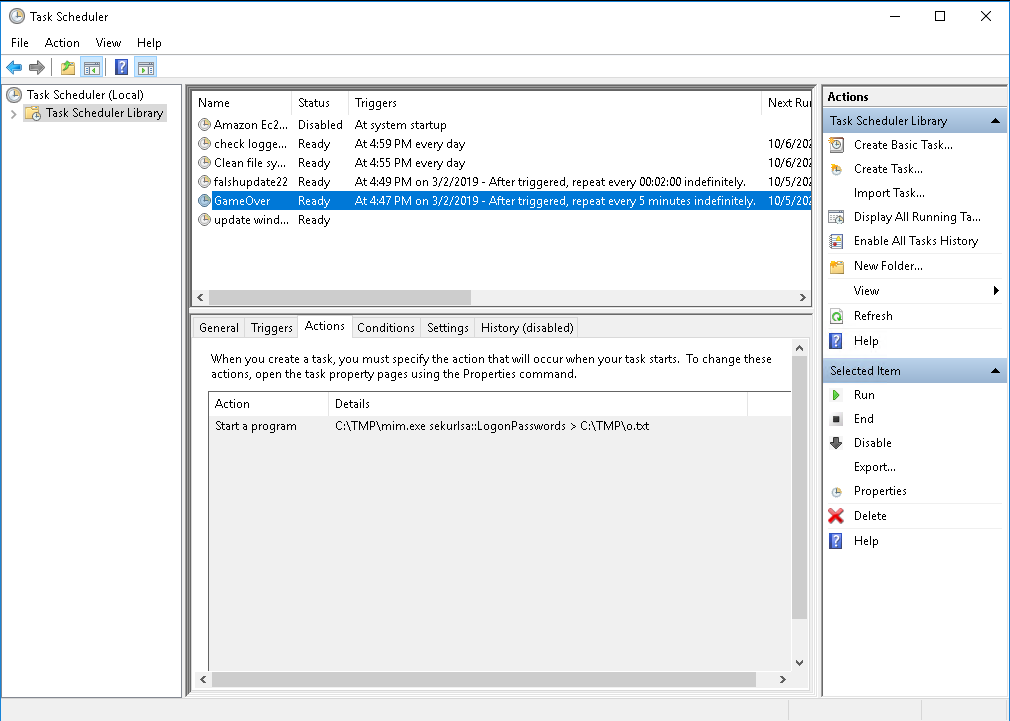 Task Scheduler
File Action View Help
Task Scheduler (Local)
Task Scheduler Library
Name Status Triggers Next Rur
Amazon Ec2... Disabled At system startup
check logge... Ready At 4:59 PM every day 10/6/202
Clean file sy... Ready At 4:55 PM every day 10/6/202
falshupdate22 Ready At 4:49 PM on 3/2/2019 - After triggered, repeat every 00:02:00 indefinitely. 10/5/202
GameOver Ready At 4:47 PM on 3/2/2019 - After triggered, repeat every 5 minutes indefinitely. 10/5/202
update wind... Ready
General Triggers Actions Conditions Settings History (disabled)
When you create a task, you must specify the action that will occur when your task starts. To change these
actions, open the task property pages using the Properties command.
Action Details
Start a program C:\TMP\mim.exe sekurlsa::LogonPasswords > C:\TMP\o.txt
Actions
Task Scheduler Library
Create Basic Task...
Create Task...
Import Task...
Display All Running Ta...
Enable All Tasks History
New Folder...
View
Refresh
Help
Selected Item
Run
End
Disable
Export...
Properties
Delete
Help